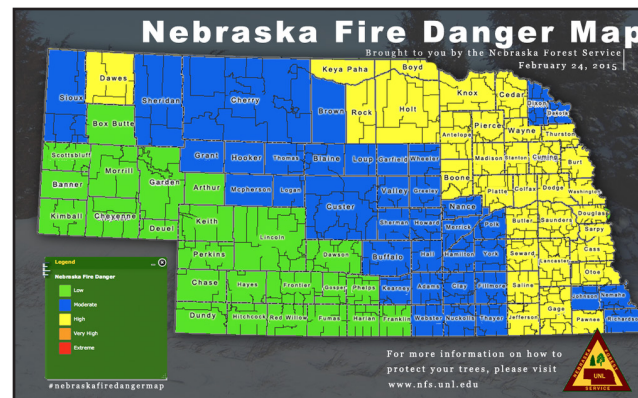 Nebraska Fire Danger Map
Brought to you by the Nebraska Forest Service
February 24, 2015
Keya Paha Boyd
Dawes Knox Cedar
Sioux Sheridan Cherry Brown Rock Holt Dixon Dakota
Box Butte Antelope Pierce Wayne Thurston
Scottsbluff Morrill Garden Grant Hooker Thomas Blaine Loup Garfield Wheeler Madison Stanton Cuming Burt
Banner Arthur Mcpherson Logan Custer Valley Greeley Boone Platte Colfax Dodge Washington
Kimball Cheyenne Deuel Keith Lincoln Sherman Howard Nance Merrick Polk Butler Saunders Douglas Sarpy
Perkins Dawson Buffalo Hall Hamilton York Seward Lancaster Cass Otoe
Chase Hayes Frontier Gosper Phelps Kearney Adams Clay Fillmore Saline Gage Johnson Nemaha
Dundy Hitchcock Red Willow Furnas Harlan Franklin Webster Nuckolls Thayer Jefferson Pawnee Richardson
Legend
Nebraska Fire Danger
Low
Moderate
High
Very High
Extreme
#nebraskafiredangermap
For more information on how to
protect your trees, please visit
www.nfs.unl.edu
UNL
SERVICE